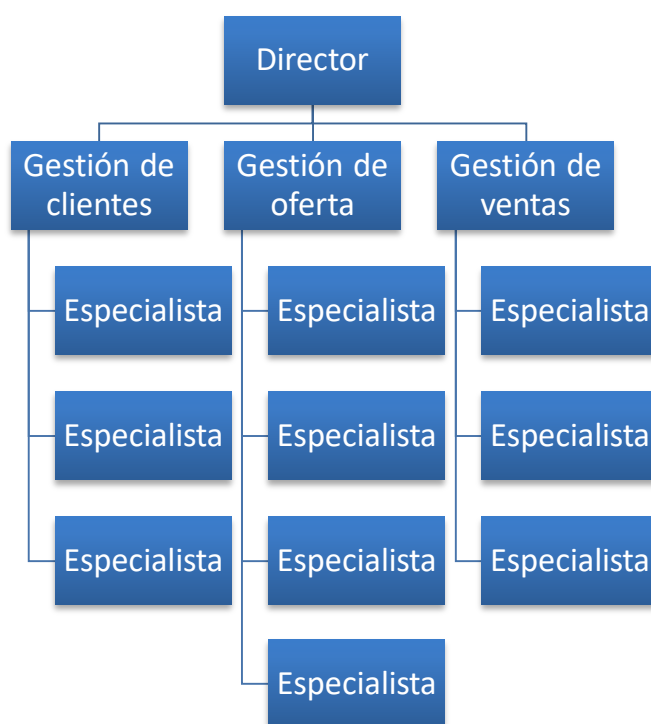 Director
Gestión de
clientes
Gestión de
oferta
Gestión de
ventas
Especialista
Especialista
Especialista
Especialista
Especialista
Especialista
Especialista
Especialista
Especialista
Especialista